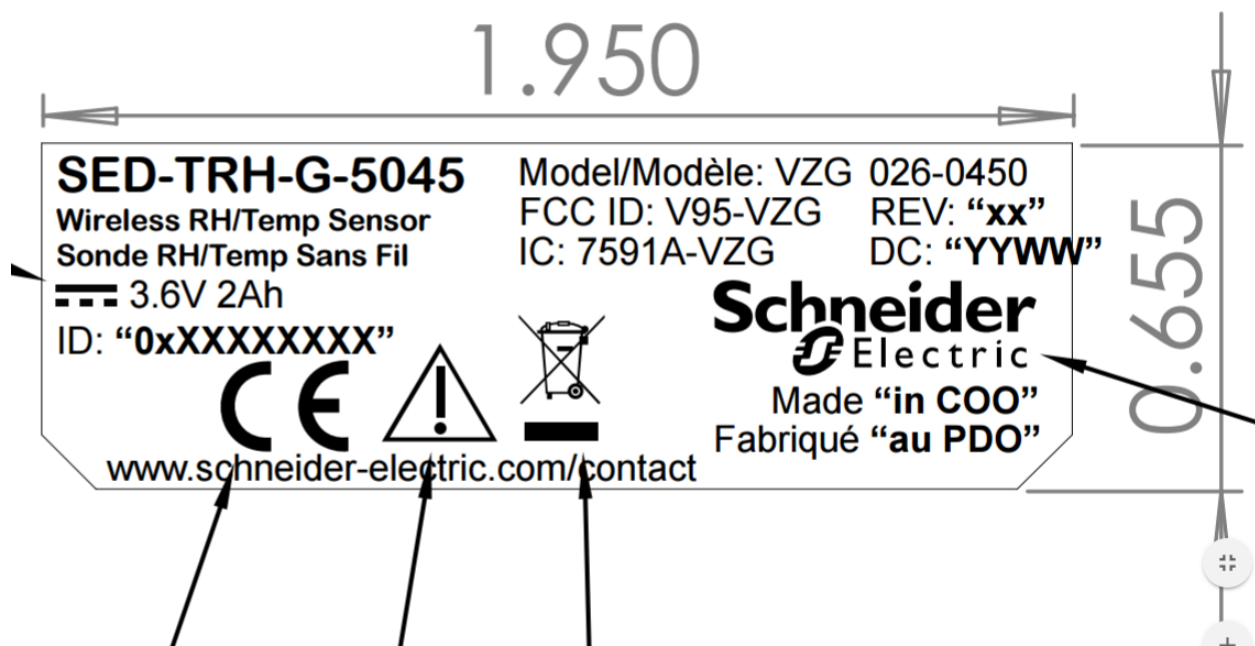 1.950
SED-TRH-G-5045
Wireless RH/Temp Sensor
Sonde RH/Temp Sans Fil
3.6V 2Ah
ID: “0xXXXXXXXX”
Model/Modèle: VZG 026-0450
FCC ID: V95-VZG REV: “xx”
IC: 7591A-VZG DC: “YYWW”
Schneider
Electric
CE
Made “in COO”
Fabriqué “au PDO”
www.schneider-electric.com/contact
0.655